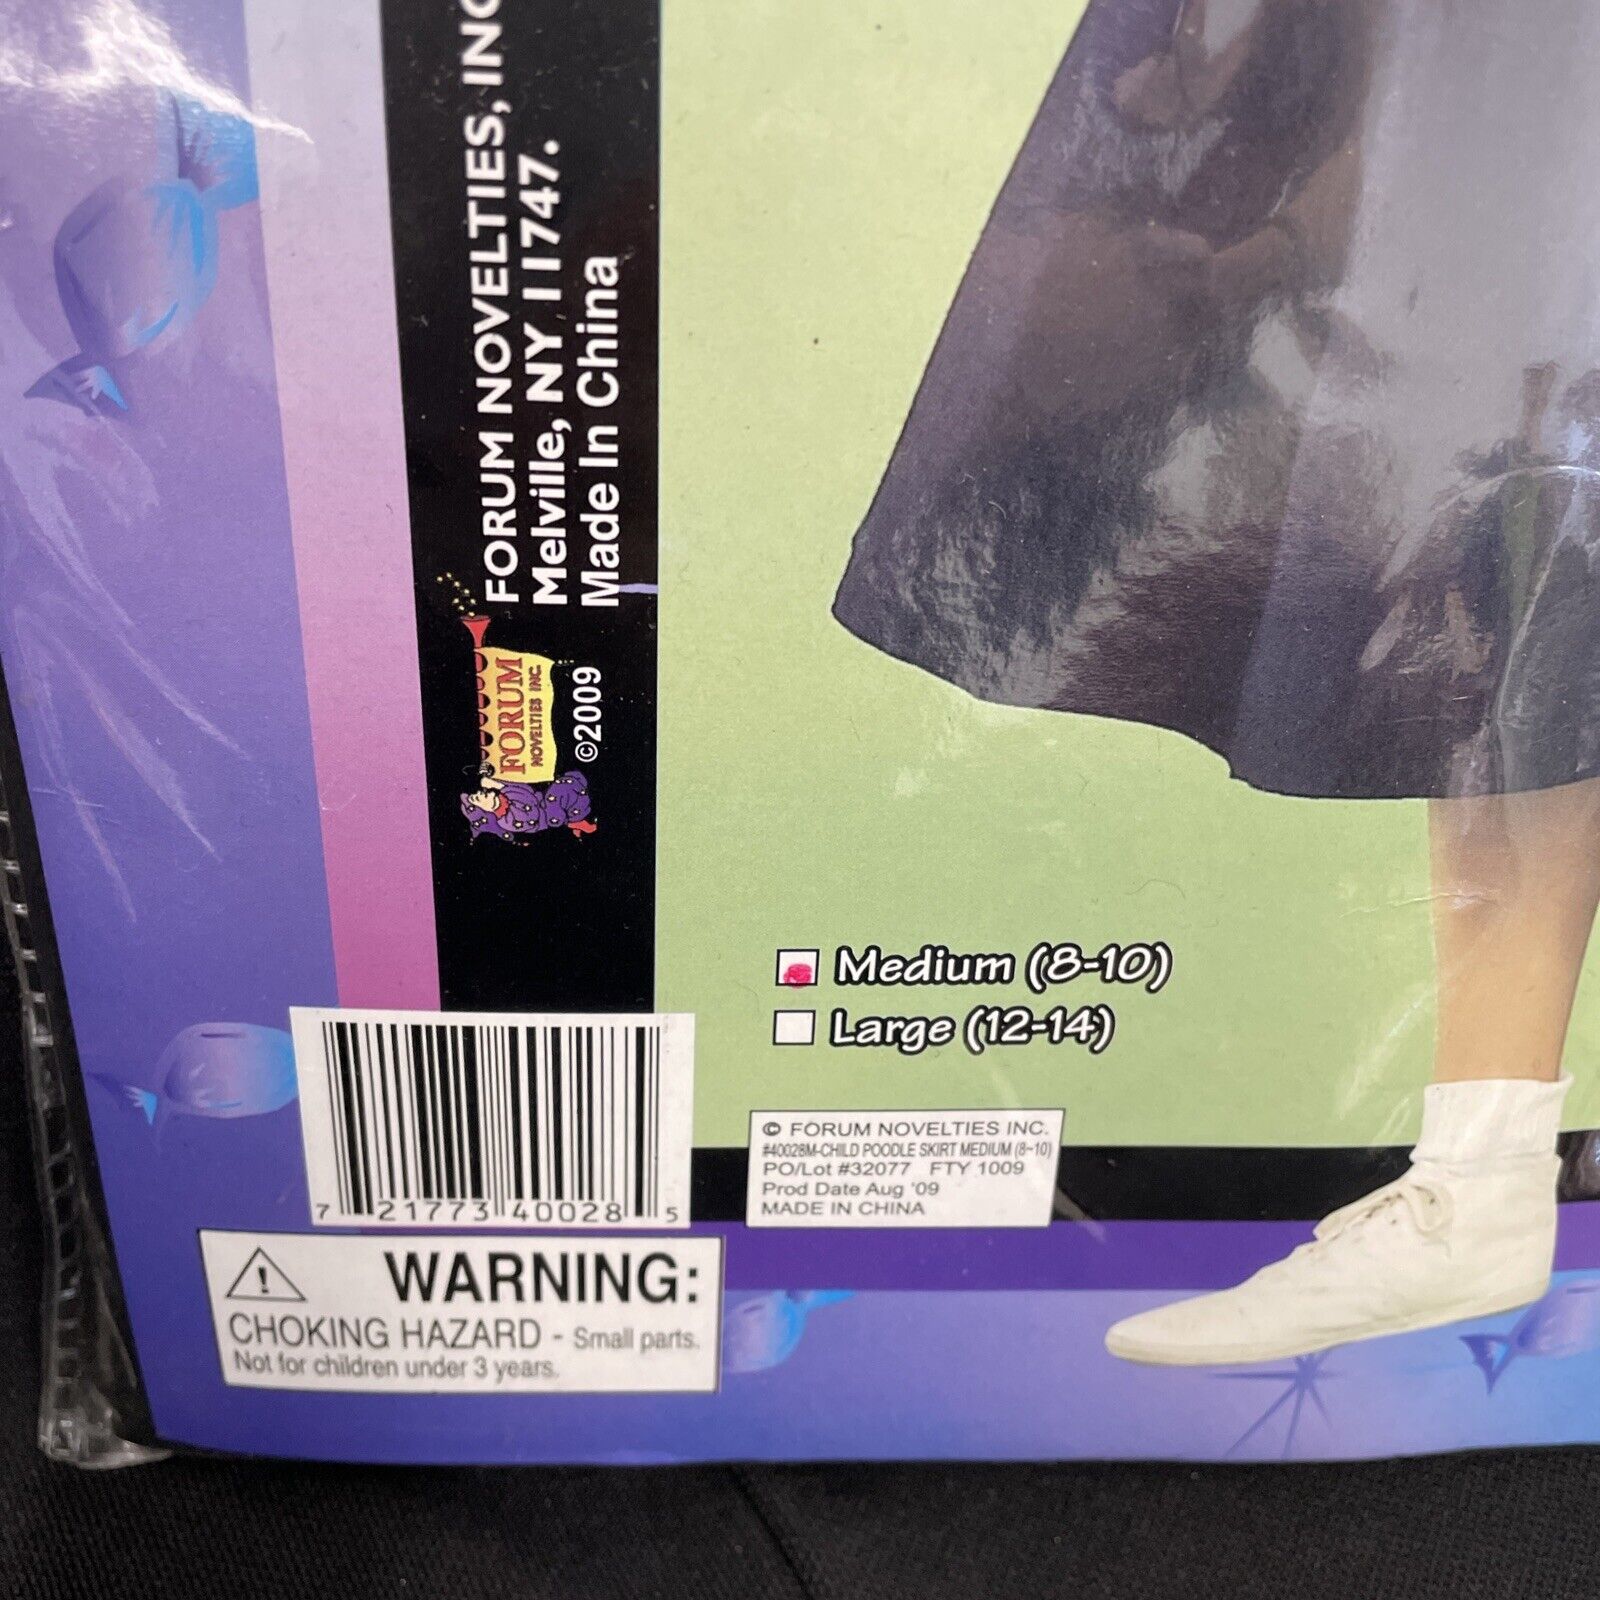 FORUM NOVELTIES, INC
Melville, NY 11747.
Made In China
FORUM
NOVELTIES INC.
©2009
Medium (8-10)
Large (12-14)
7 21773 40028 5
© FORUM NOVELTIES INC.
#40028M-CHILD POODLE SKIRT MEDIUM (8-10)
PO/Lot #32077 FTY 1009
Prod Date Aug '09
MADE IN CHINA
WARNING:
CHOKING HAZARD - Small parts.
Not for children under 3 years.